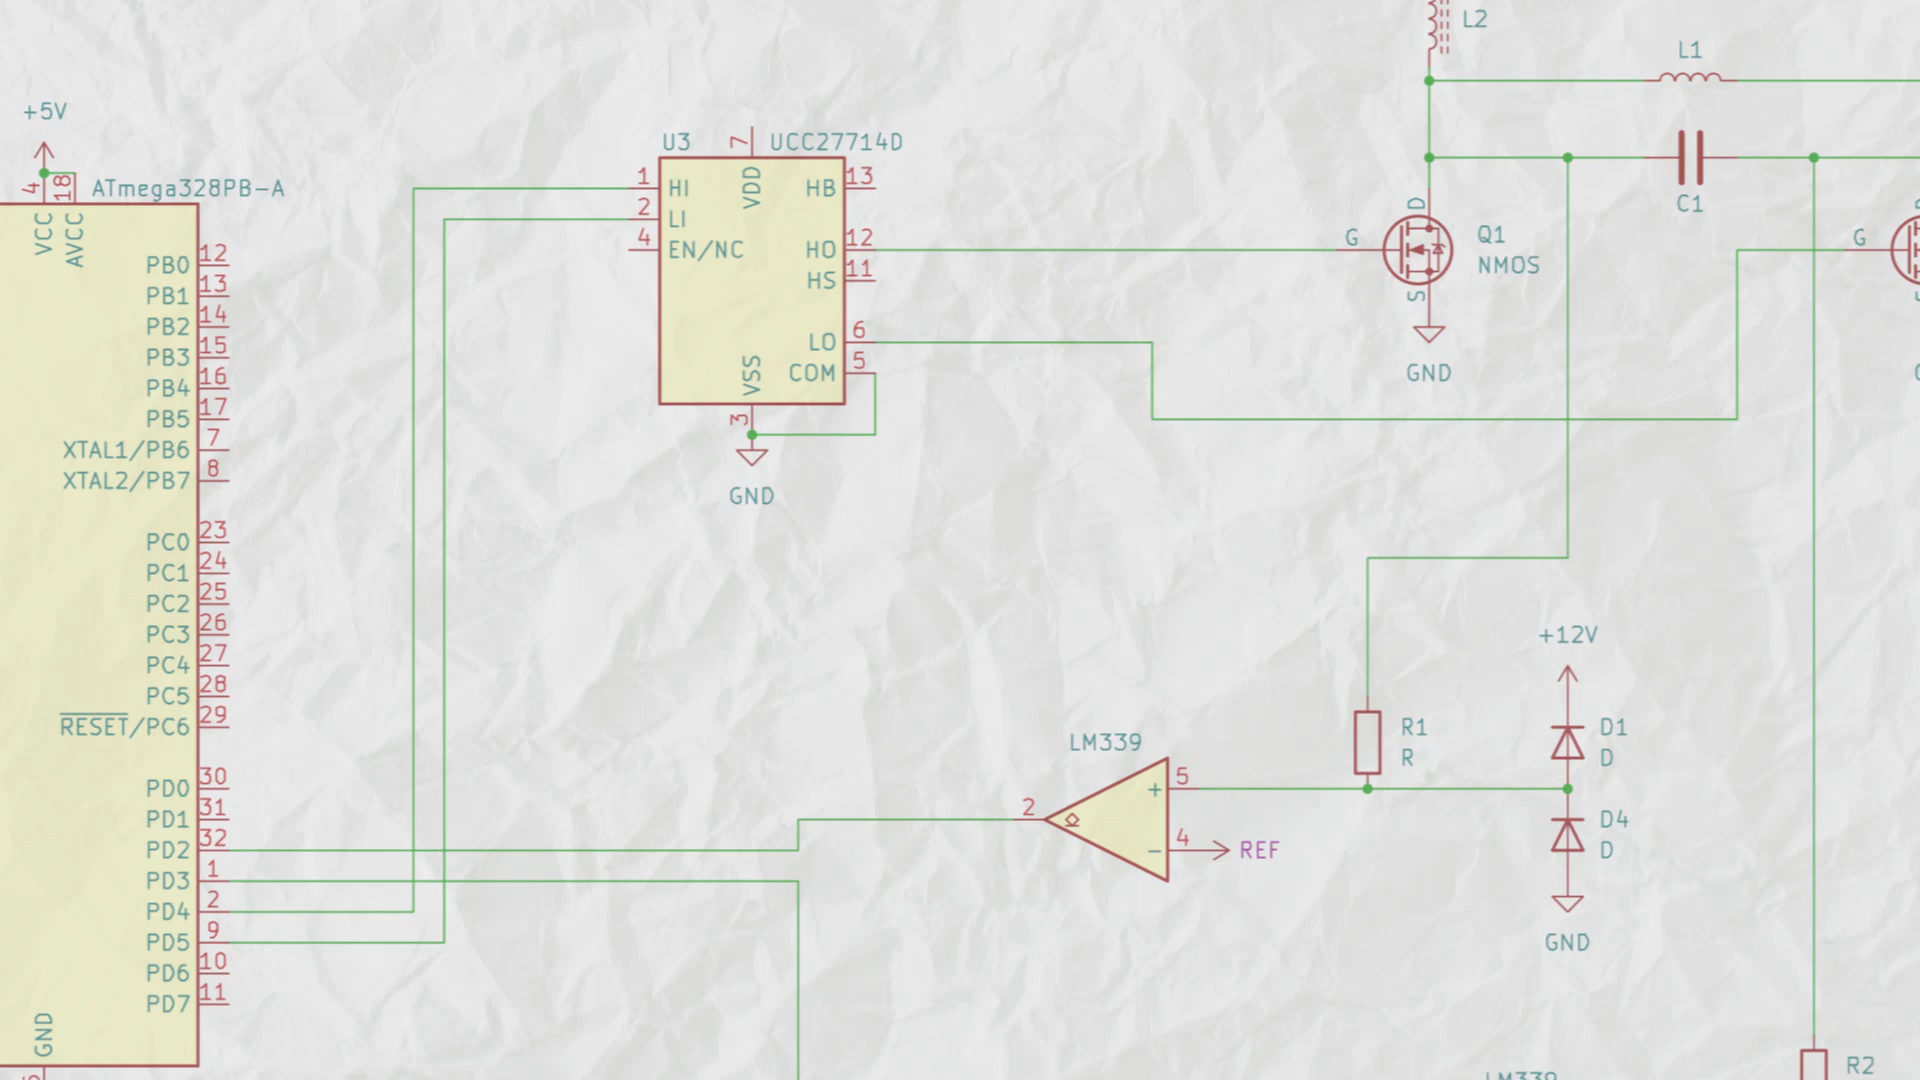 +5V
4
18
ATmega328PB-A
VCC
AVCC
PB0 12
PB1 13
PB2 14
PB3 15
PB4 16
PB5 17
XTAL1/PB6 7
XTAL2/PB7 8
PC0 23
PC1 24
PC2 25
PC3 26
PC4 27
PC5 28
RESET/PC6 29
PD0 30
PD1 31
PD2 32
PD3 1
PD4 2
PD5 9
PD6 10
PD7 11
GND
U3
7
UCC27714D
1 HI
2 LI
4 EN/NC
VDD
HB 13
HO 12
HS 11
LO 6
COM 5
VSS
3
GND
L2
L1
C1
D
G
S
Q1
NMOS
GND
G
+12V
R1
R
D1
D
D4
D
GND
LM339
2
+ 5
− 4
REF
R2